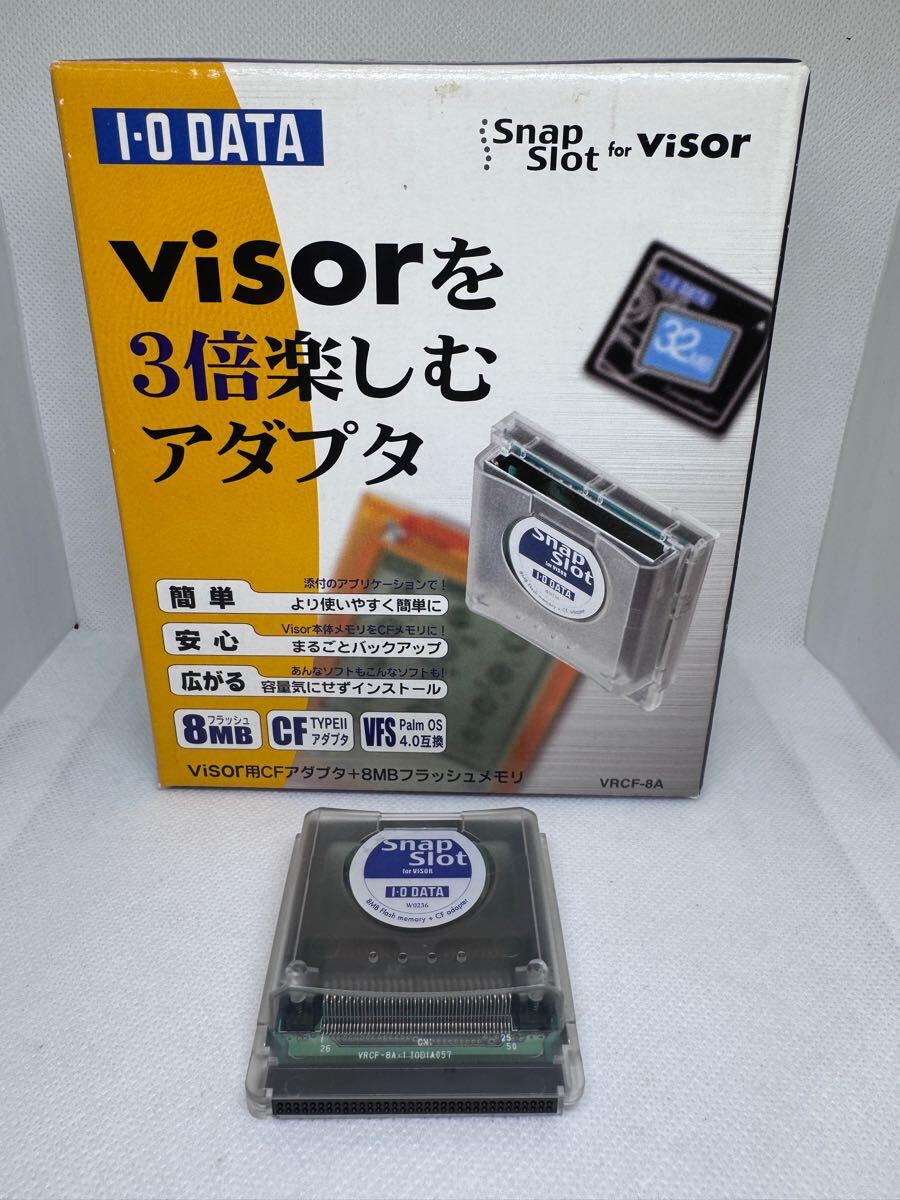 I·O DATA
Snap Slot for Visor
I·O DATA
32MB
visorを
3倍楽しむ
アダプタ
Snap
Slot
for VISOR
I·O DATA
簡単
添付のアプリケーションで!
より使いやすく簡単に
安心
Visor本体メモリをCFメモリに!
まるごとバックアップ
広がる
あんなソフトもこんなソフトも!
容量気にせずインストール
フラッシュ
8MB
CF TYPEII
アダプタ
VFS Palm OS
4.0互換
visor用CFアダプタ+8MBフラッシュメモリ
VRCF-8A
Snap
Slot
for VISOR
I·O DATA
W0236
8MB Flash memory + CF adapter
1 CN1 25
26 50
VRCF-8A